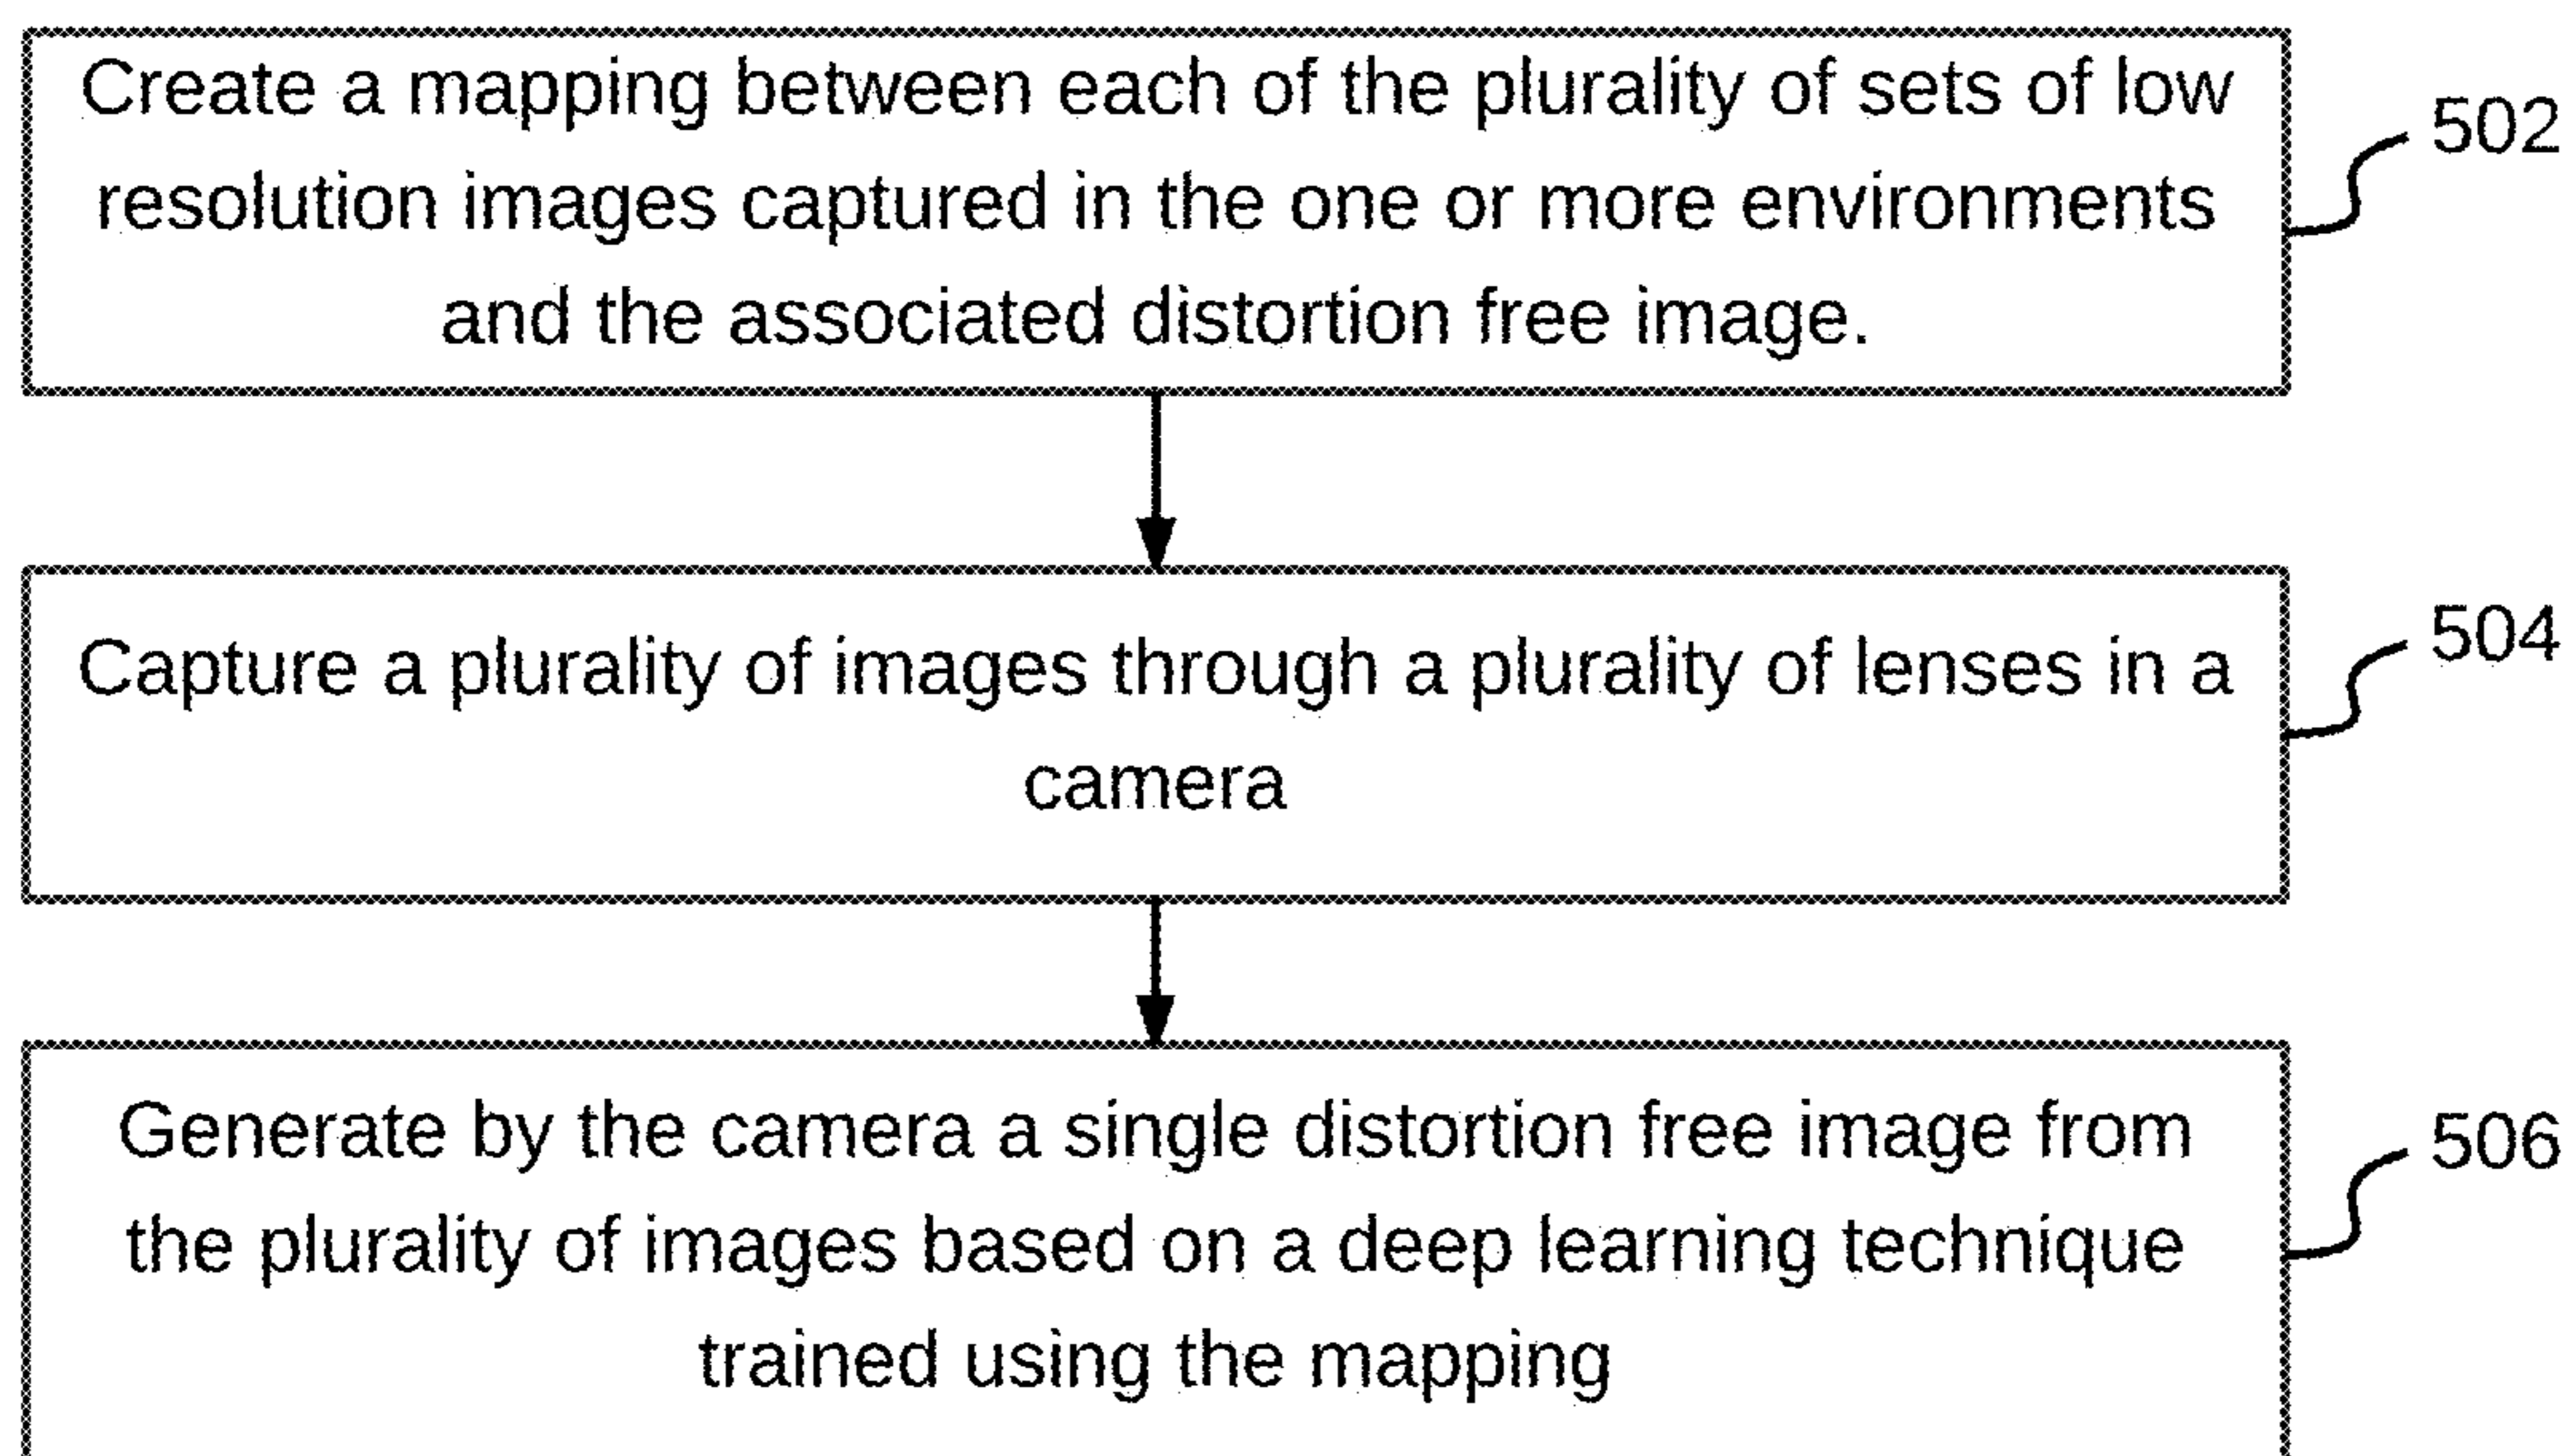 Create a mapping between each of the plurality of sets of low
resolution images captured in the one or more environments
and the associated distortion free image.
502
Capture a plurality of images through a plurality of lenses in a
camera
504
Generate by the camera a single distortion free image from
the plurality of images based on a deep learning technique
trained using the mapping
506